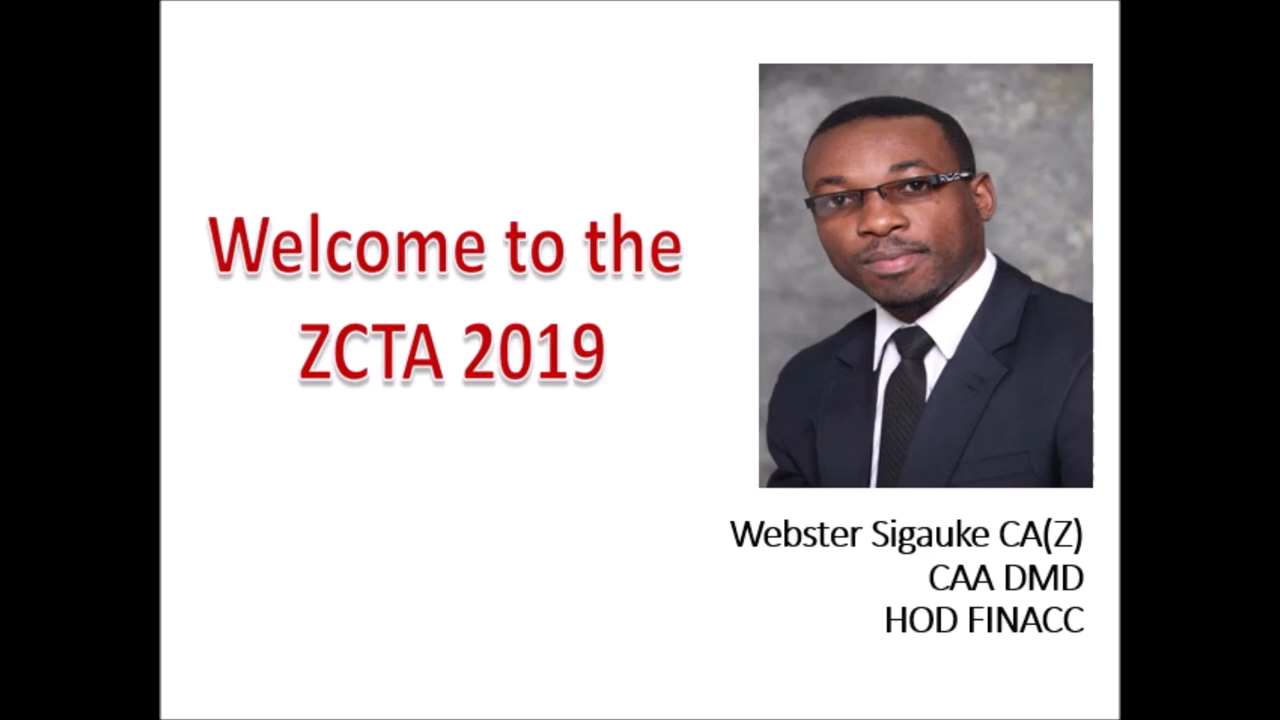 Welcome to the
ZCTA 2019
Webster Sigauke CA(Z)
CAA DMD
HOD FINACC